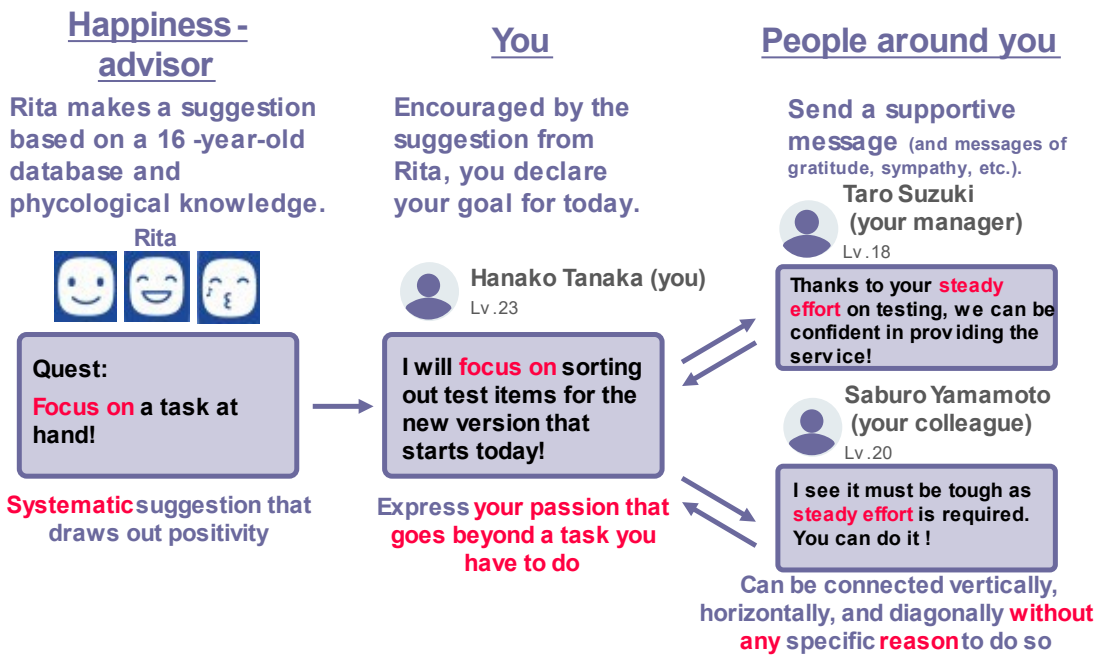 Happiness-
advisor
Rita makes a suggestion
based on a 16 -year-old
database and
phycological knowledge.
Rita
Quest:
Focus on a task at
hand!
Systematic suggestion that
draws out positivity
You
Encouraged by the
suggestion from
Rita, you declare
your goal for today.
Hanako Tanaka (you)
Lv.23
I will focus on sorting
out test items for the
new version that
starts today!
Express your passion that
goes beyond a task you
have to do
People around you
Send a supportive
message (and messages of
gratitude, sympathy, etc.).
Taro Suzuki
(your manager)
Lv.18
Thanks to your steady
effort on testing, we can be
confident in providing the
service!
Saburo Yamamoto
(your colleague)
Lv.20
I see it must be tough as
steady effort is required.
You can do it !
Can be connected vertically,
horizontally, and diagonally without
any specific reason to do so